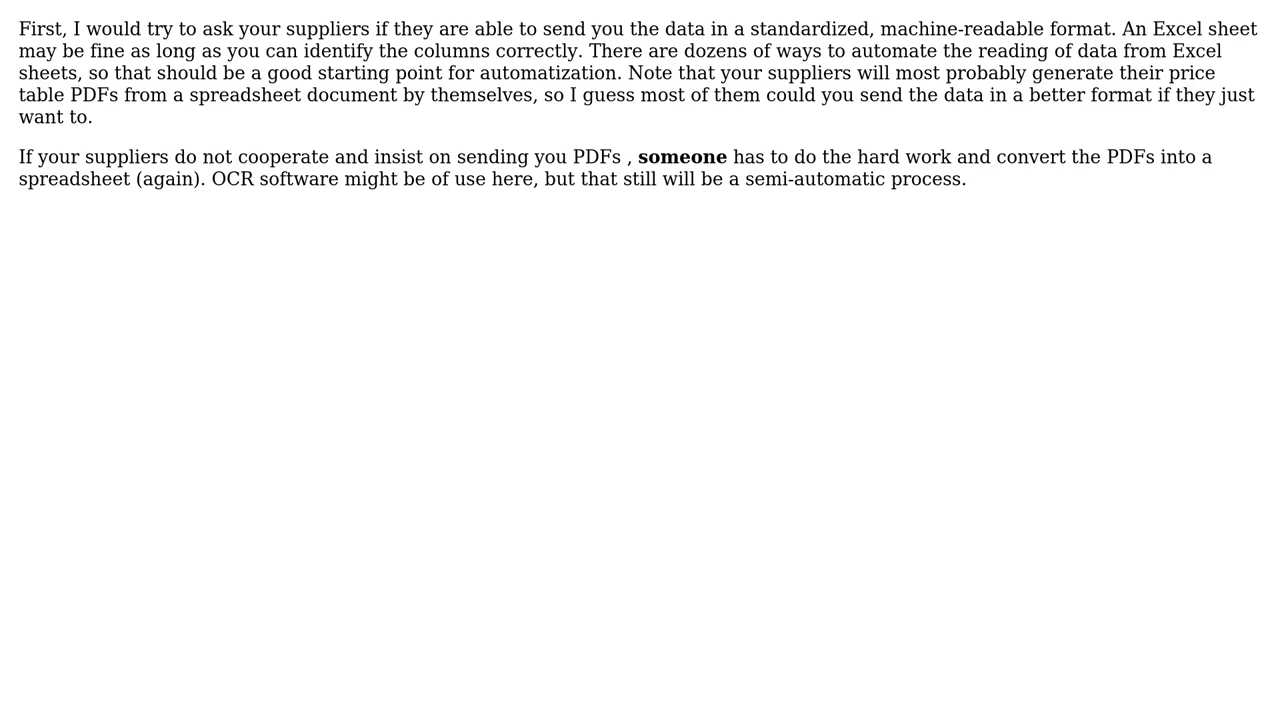 First, I would try to ask your suppliers if they are able to send you the data in a standardized, machine-readable format. An Excel sheet
may be fine as long as you can identify the columns correctly. There are dozens of ways to automate the reading of data from Excel
sheets, so that should be a good starting point for automatization. Note that your suppliers will most probably generate their price
table PDFs from a spreadsheet document by themselves, so I guess most of them could you send the data in a better format if they just
want to.
If your suppliers do not cooperate and insist on sending you PDFs , someone has to do the hard work and convert the PDFs into a
spreadsheet (again). OCR software might be of use here, but that still will be a semi-automatic process.